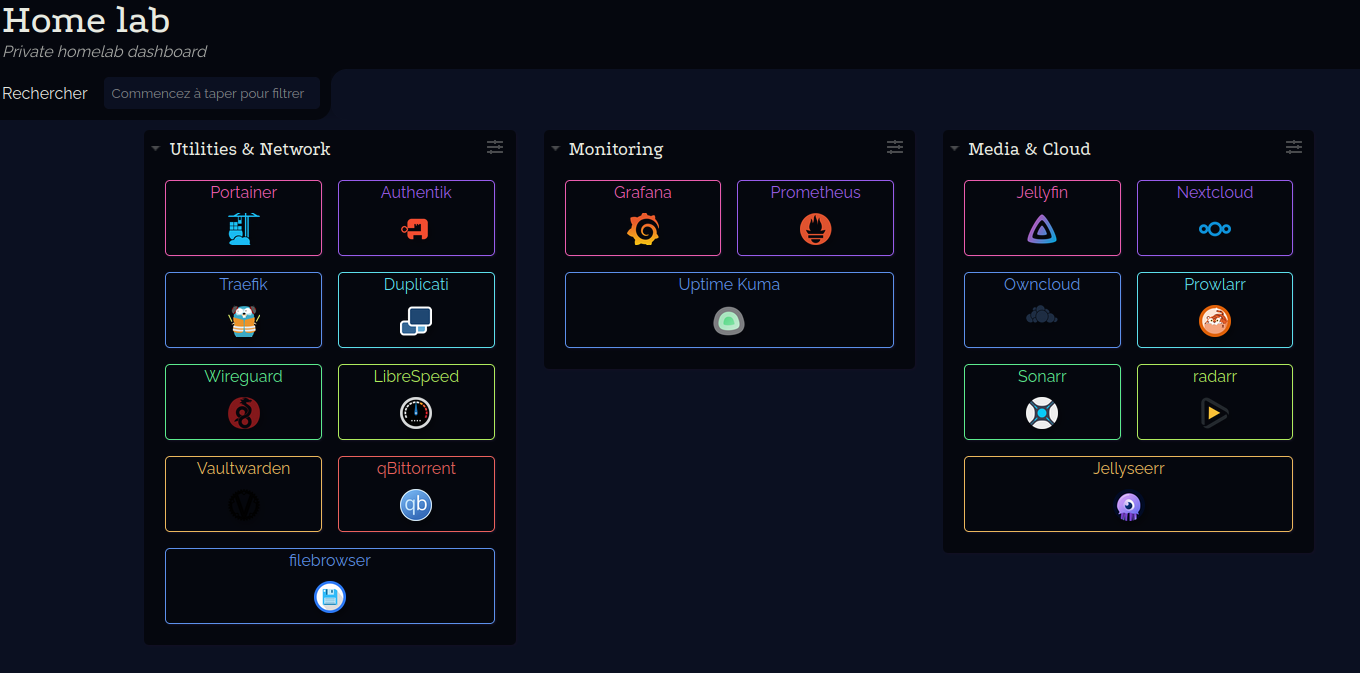 Home lab
Private homelab dashboard
Rechercher Commencez à taper pour filtrer
Utilities & Network
Portainer Authentik
Traefik Duplicati
Wireguard LibreSpeed
Vaultwarden qBittorrent
qb
filebrowser
Monitoring
Grafana Prometheus
Uptime Kuma
Media & Cloud
Jellyfin Nextcloud
Owncloud Prowlarr
Sonarr radarr
Jellyseerr